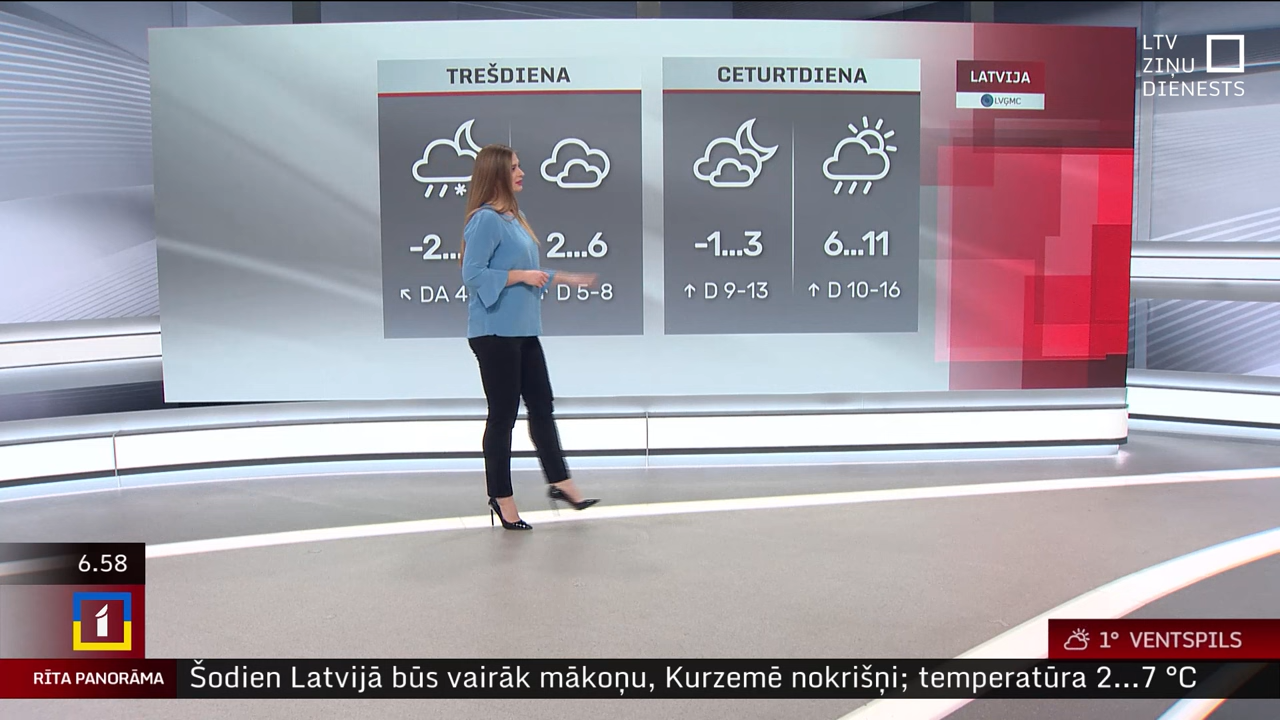 TREŠDIENA
CETURTDIENA
LATVIJA
LVĢMC
LTV
ZIŅU
DIENESTS
-2...
2...6
-1...3
6...11
DA 4
D 5-8
D 9-13
D 10-16
6.58
1
1° VENTSPILS
RĪTA PANORĀMA
Šodien Latvijā būs vairāk mākoņu, Kurzemē nokrišņi; temperatūra 2...7 °C